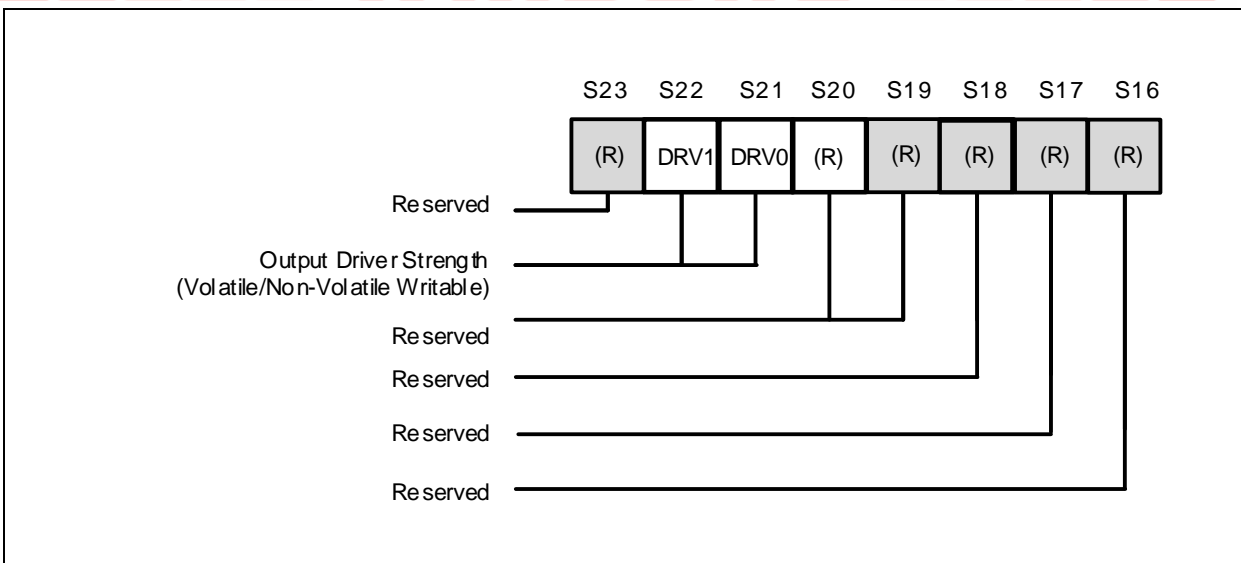 S23 S22 S21 S20 S19 S18 S17 S16
(R) DRV1 DRV0 (R) (R) (R) (R) (R)
Reserved
Output Driver Strength
(Volatile/Non-Volatile Writable)
Reserved
Reserved
Reserved
Reserved